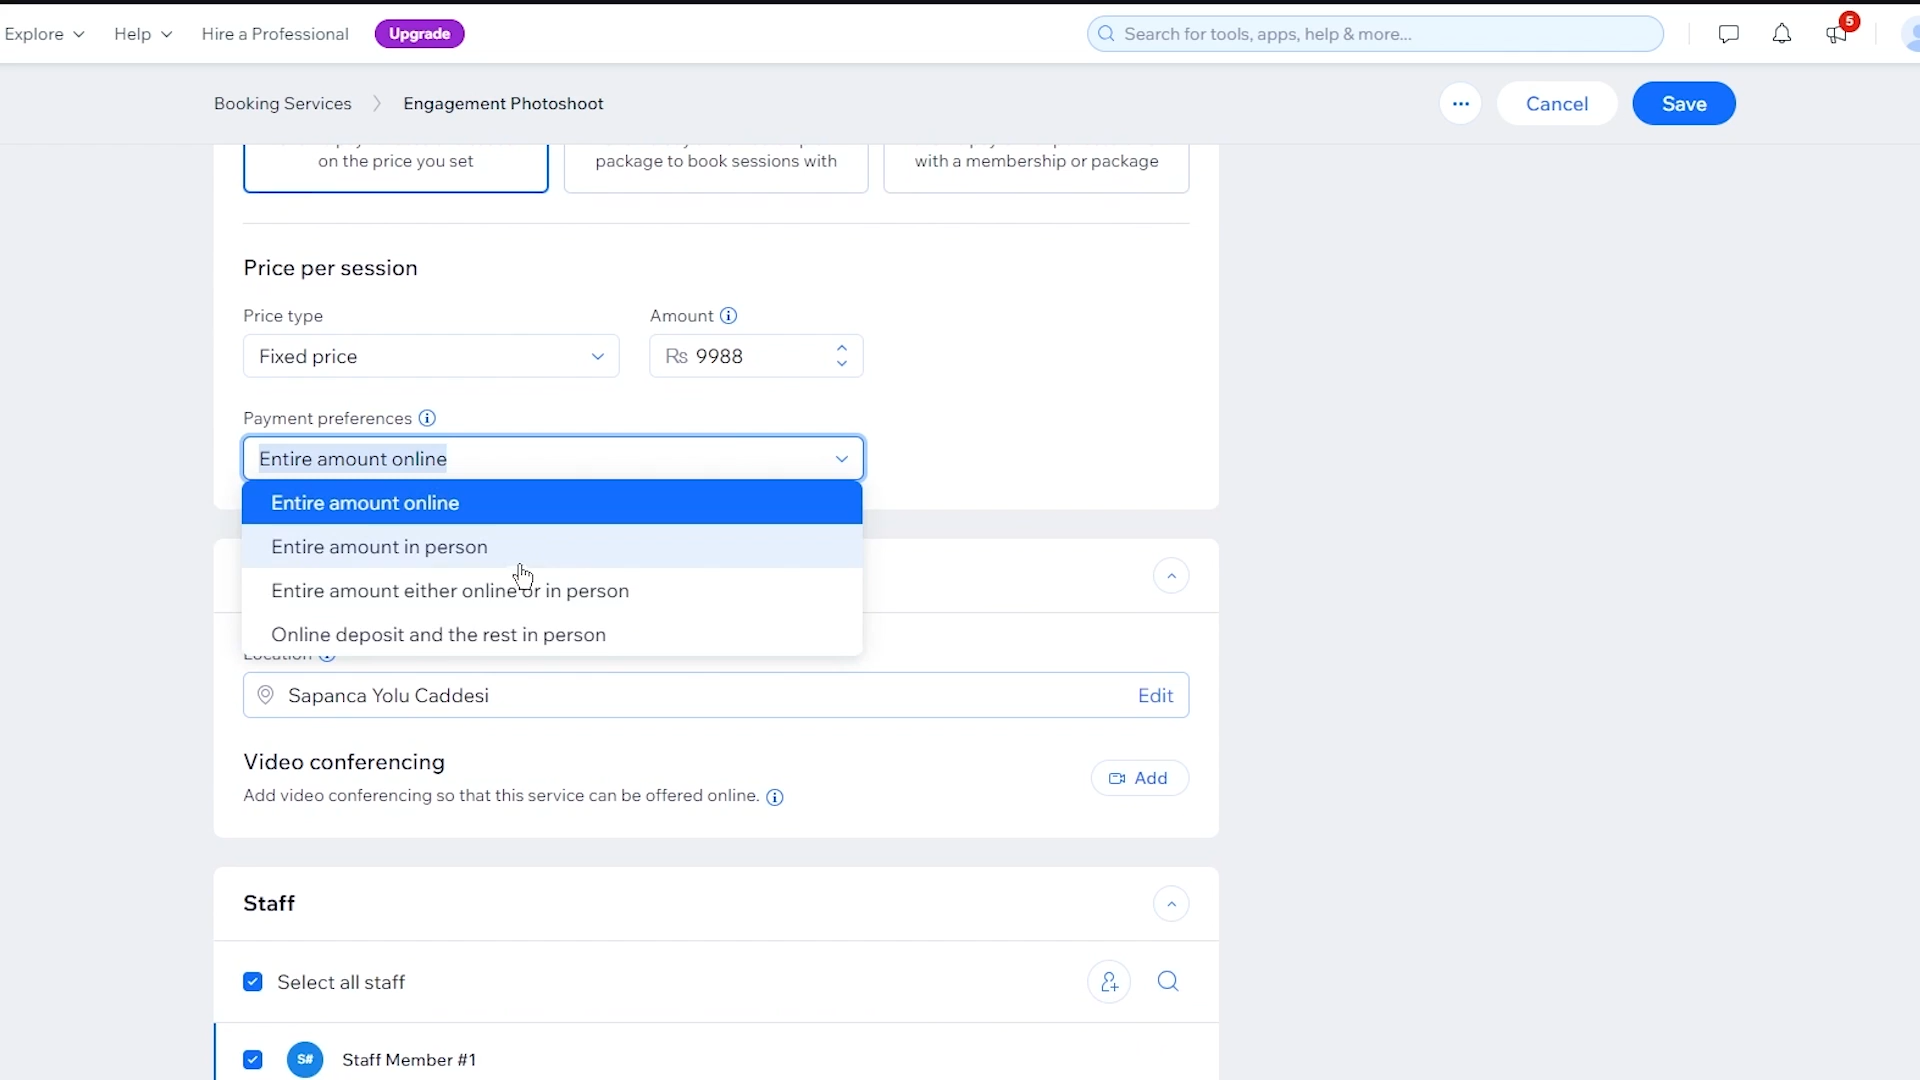 Explore Help Hire a Professional Upgrade Search for tools, apps, help & more... 5
Booking Services Engagement Photoshoot ... Cancel Save
on the price you set
package to book sessions with
with a membership or package
Price per session
Price type Amount
Fixed price Rs 9988
Payment preferences
Entire amount online
Entire amount online
Entire amount in person
Entire amount either online or in person
Online deposit and the rest in person
Location
Sapanca Yolu Caddesi Edit
Video conferencing
Add video conferencing so that this service can be offered online.
Add
Staff
Select all staff
S# Staff Member #1